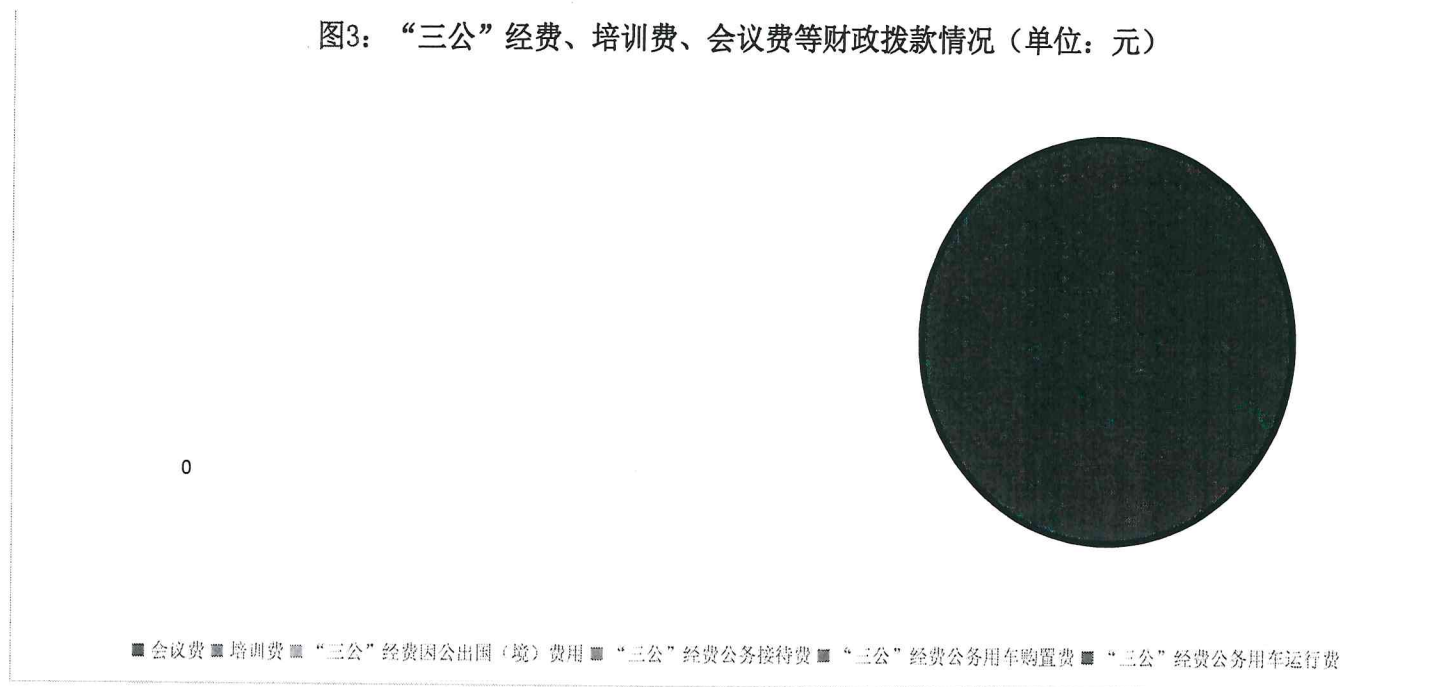 图3：“三公”经费、培训费、会议费等财政拨款情况（单位：元）
0
会议费 培训费 “三公”经费因公出国（境）费用 “三公”经费公务接待费 “三公”经费公务用车购置费 “三公”经费公务用车运行费